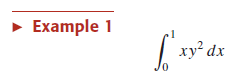 ► Example 1
∫₀¹ xy² dx